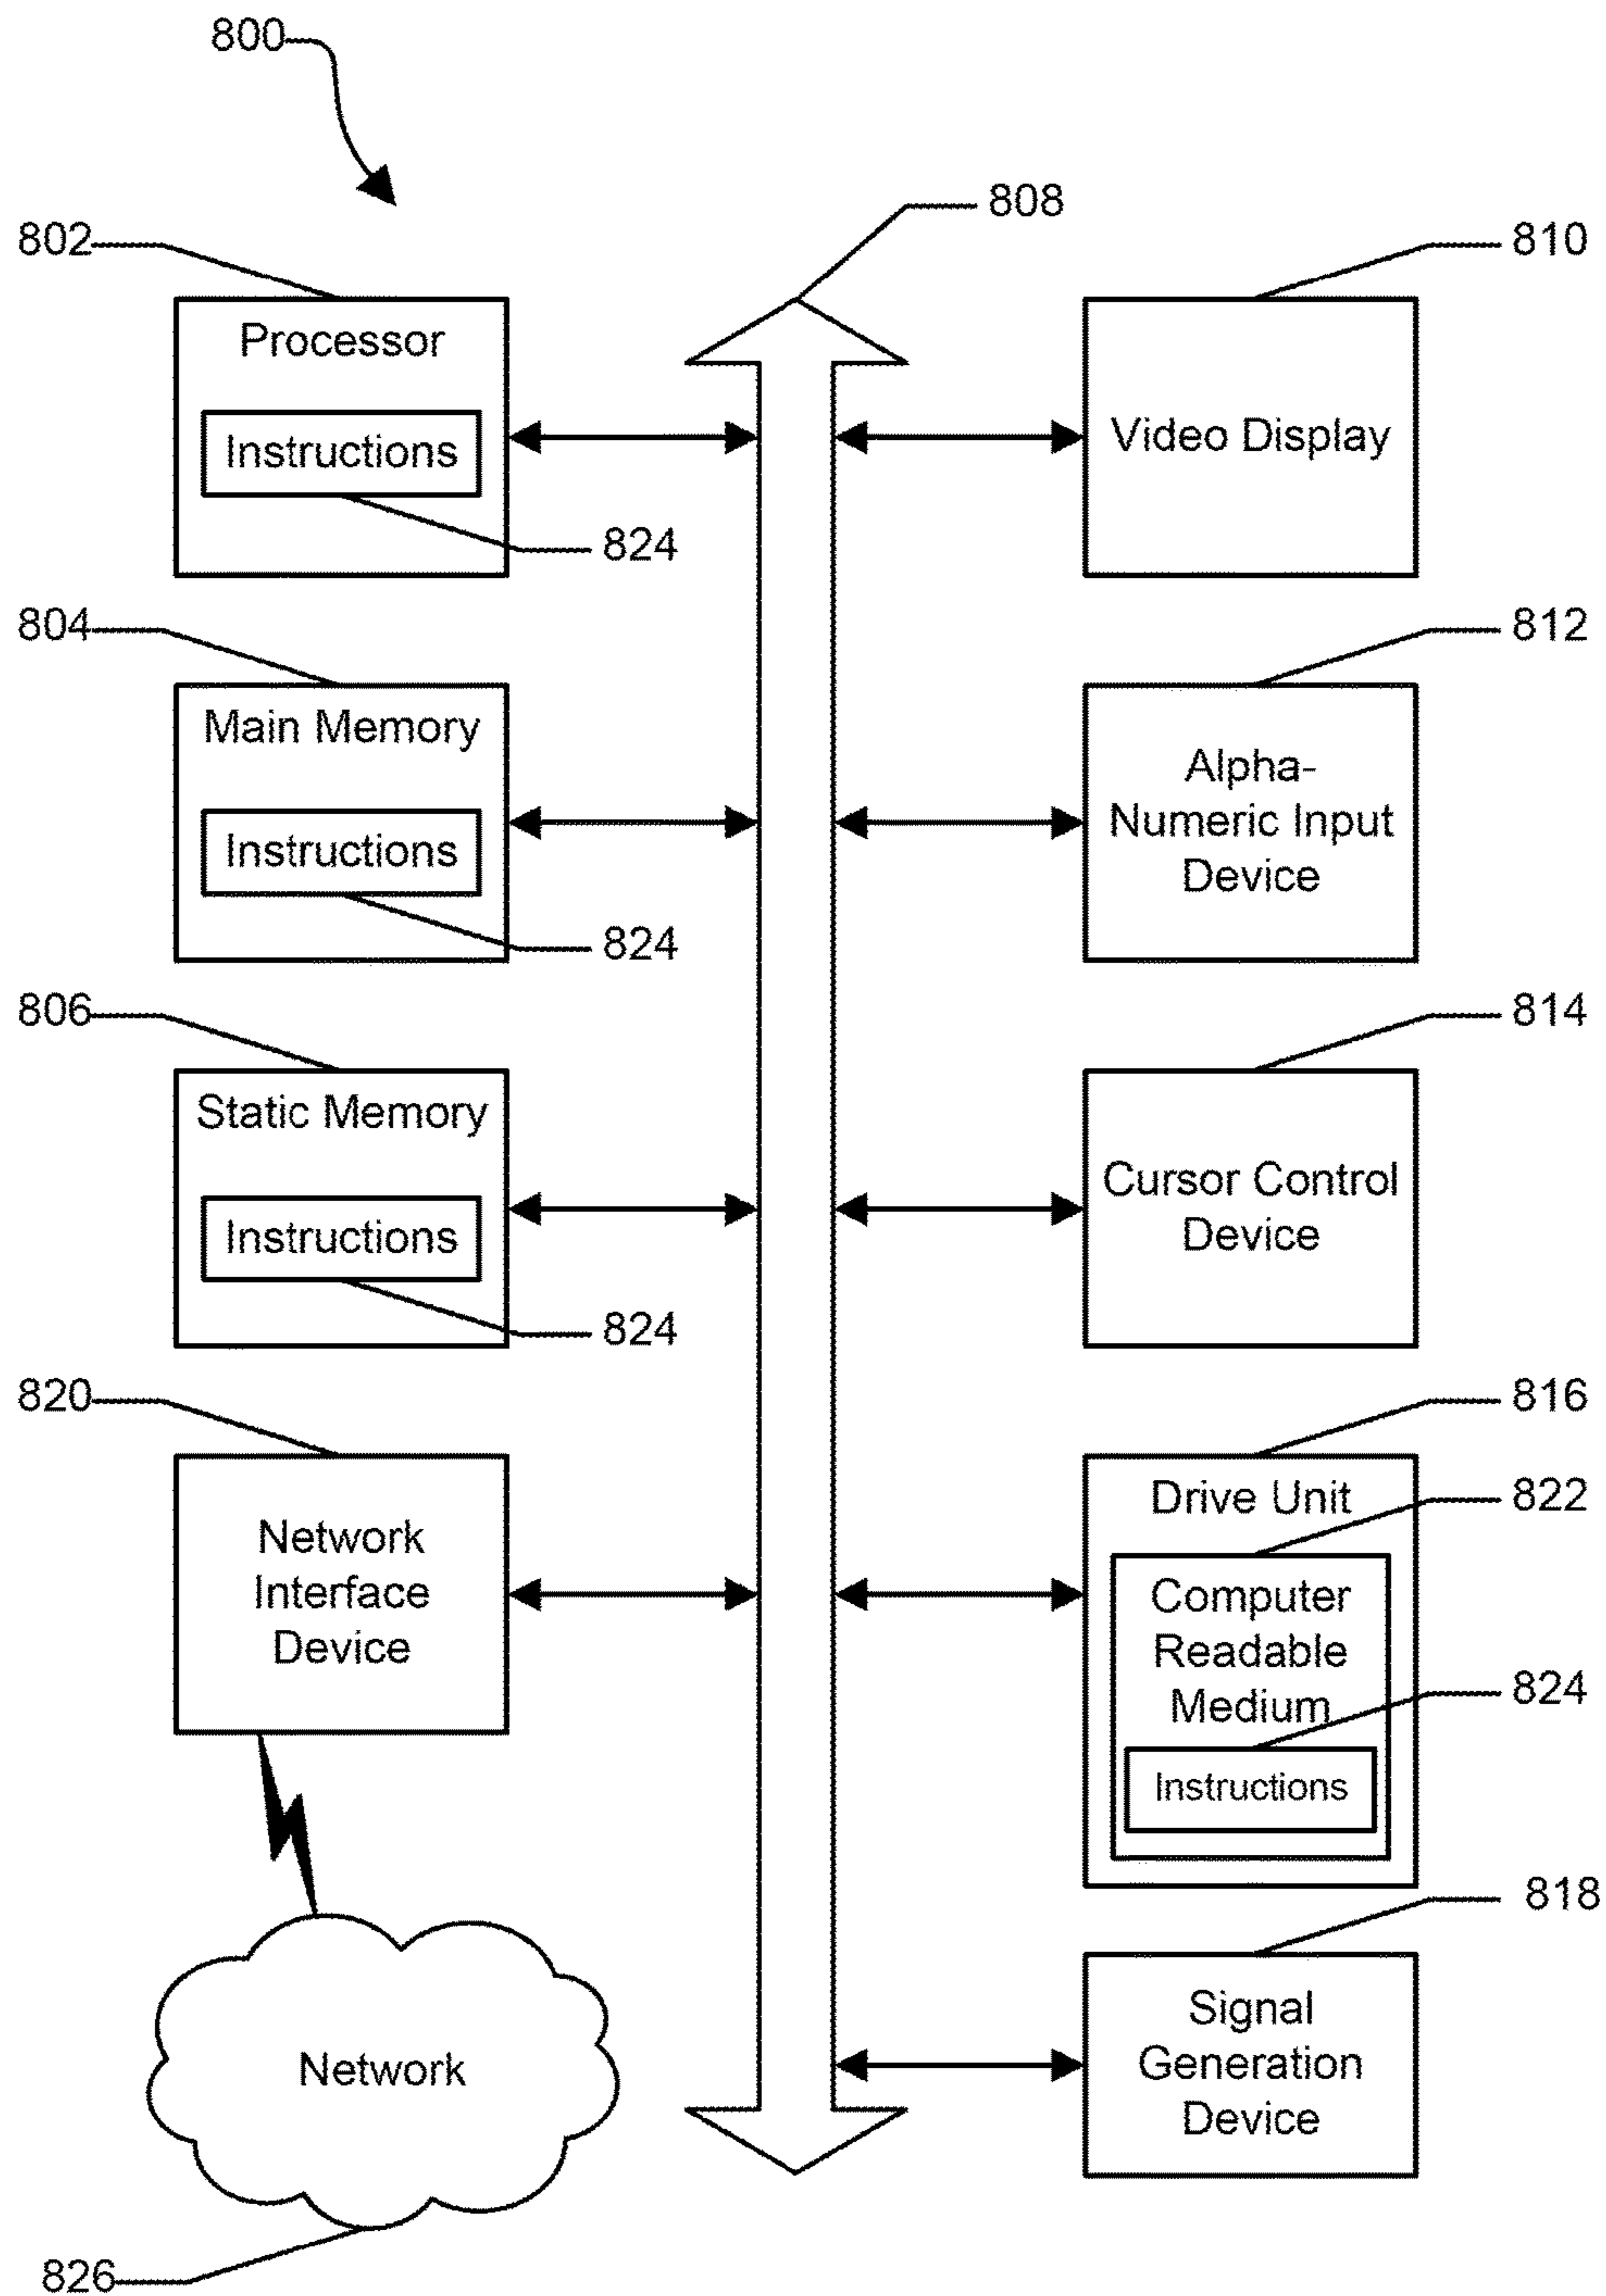 800
808
802
810
Processor
Instructions
824
Video Display
804
812
Main Memory
Instructions
824
Alpha-
Numeric Input
Device
806
814
Static Memory
Instructions
824
Cursor Control
Device
820
816
Network
Interface
Device
Drive Unit
822
Computer
Readable
Medium
824
Instructions
818
Signal
Generation
Device
Network
826